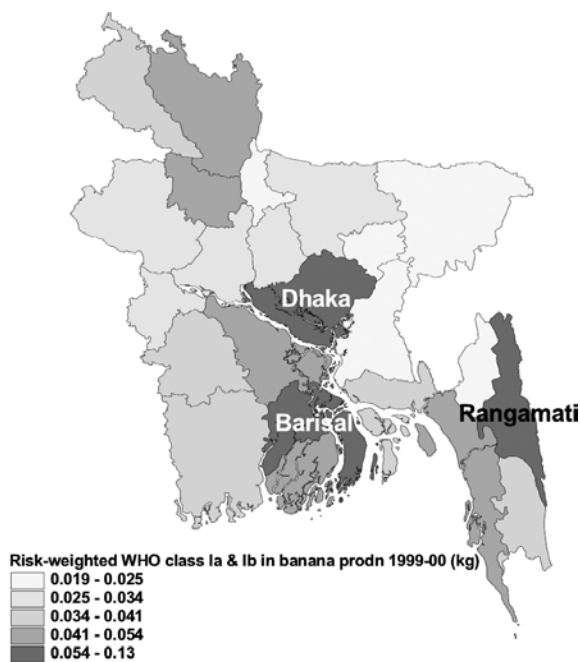 Dhaka
Rangamati
Barisal
Risk-weighted WHO class Ia & Ib in banana prodn 1999-00 (kg)
0.019 - 0.025
0.025 - 0.034
0.034 - 0.041
0.041 - 0.054
0.054 - 0.13